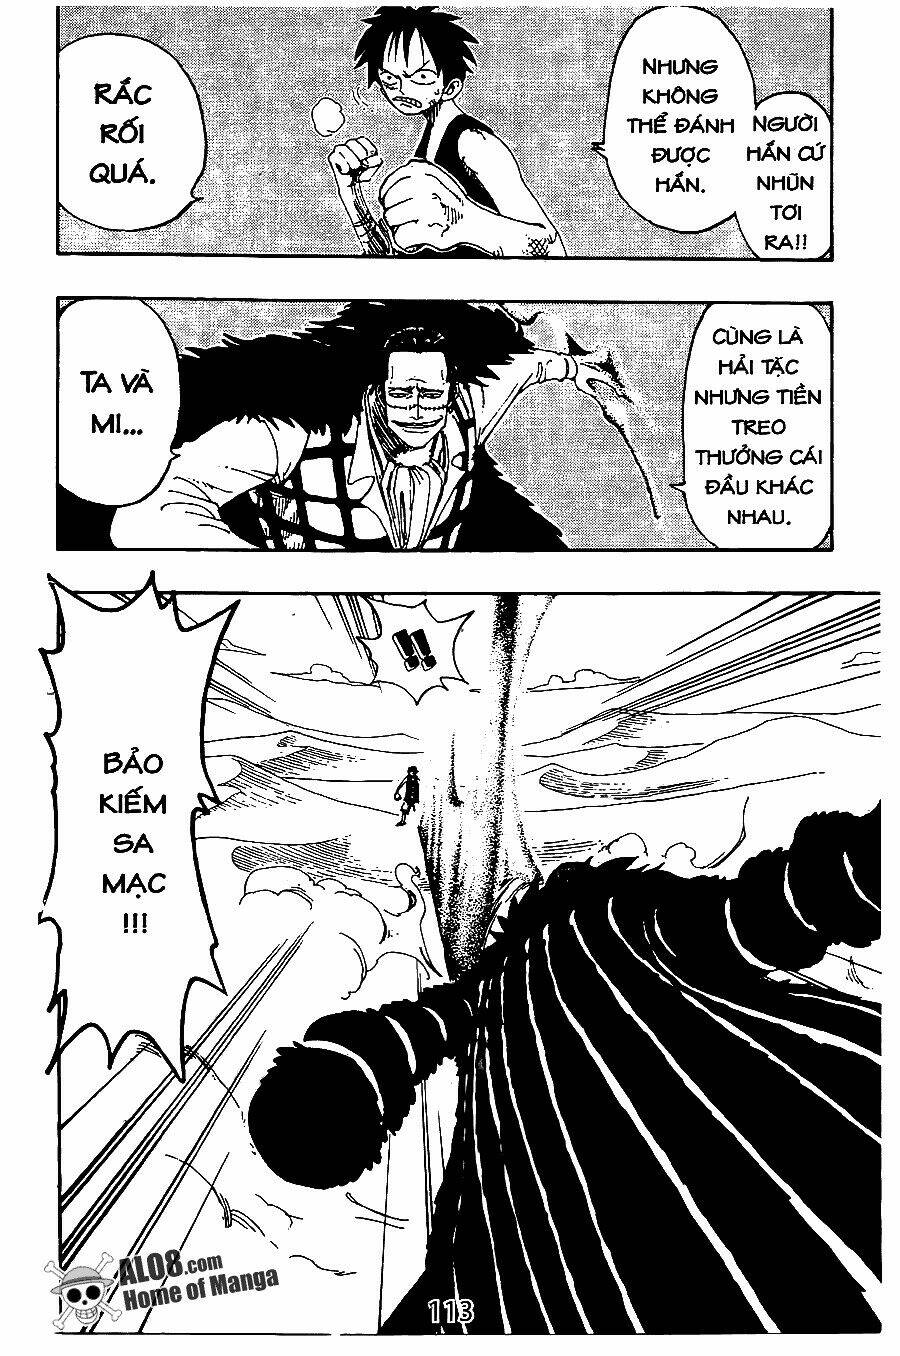 NGƯỜI
HẮN CỨ
NHŨN
TƠI
RA!!
NHƯNG
KHÔNG
THỂ ĐÁNH
ĐƯỢC
HẮN.
RẮC
RỐI
QUÁ.
CÙNG LÀ
HẢI TẶC
NHƯNG TIỀN
TREO
THƯỞNG CÁI
ĐẦU KHÁC
NHAU.
TA VÀ
MI...
!!
BẢO
KIẾM
SA
MẠC
!!!
ALO8.com
Home of Manga
113